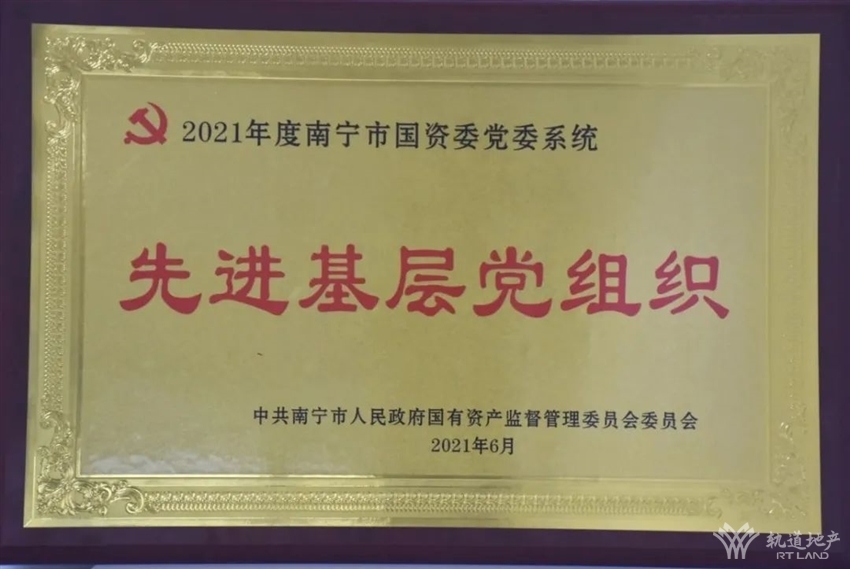 2021年度南宁市国资委党委系统
先进基层党组织
中共南宁市人民政府国有资产监督管理委员会委员会
2021年6月
轨道地产
RT LAND